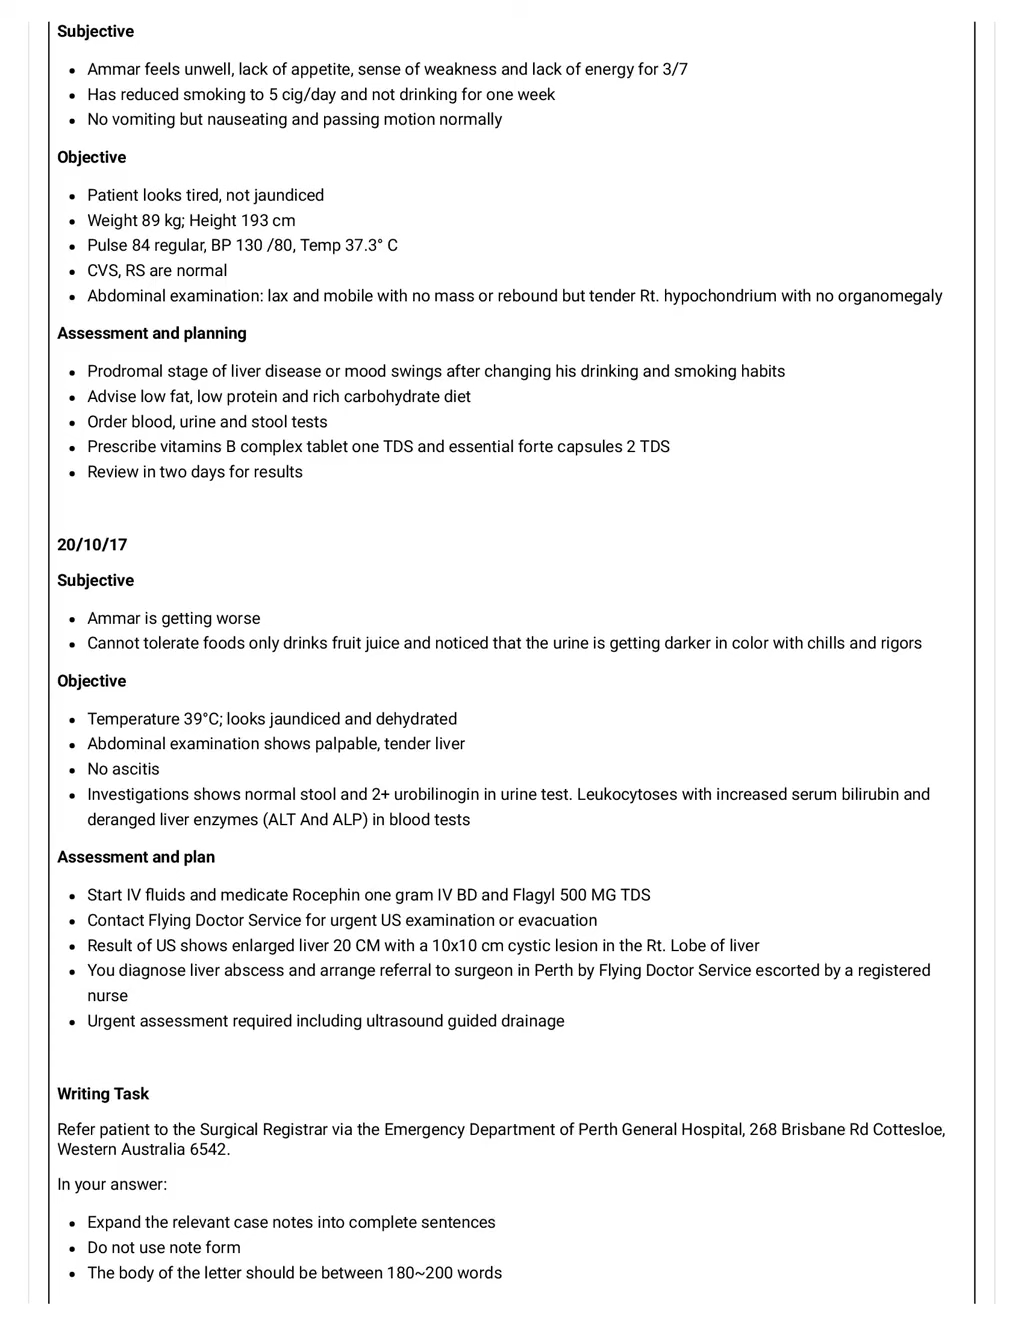 Subjective
• Ammar feels unwell, lack of appetite, sense of weakness and lack of energy for 3/7
• Has reduced smoking to 5 cig/day and not drinking for one week
• No vomiting but nauseating and passing motion normally
Objective
• Patient looks tired, not jaundiced
• Weight 89 kg; Height 193 cm
• Pulse 84 regular, BP 130 /80, Temp 37.3° C
• CVS, RS are normal
• Abdominal examination: lax and mobile with no mass or rebound but tender Rt. hypochondrium with no organomegaly
Assessment and planning
• Prodromal stage of liver disease or mood swings after changing his drinking and smoking habits
• Advise low fat, low protein and rich carbohydrate diet
• Order blood, urine and stool tests
• Prescribe vitamins B complex tablet one TDS and essential forte capsules 2 TDS
• Review in two days for results
20/10/17
Subjective
• Ammar is getting worse
• Cannot tolerate foods only drinks fruit juice and noticed that the urine is getting darker in color with chills and rigors
Objective
• Temperature 39°C; looks jaundiced and dehydrated
• Abdominal examination shows palpable, tender liver
• No ascitis
• Investigations shows normal stool and 2+ urobilinogin in urine test. Leukocytoses with increased serum bilirubin and
deranged liver enzymes (ALT And ALP) in blood tests
Assessment and plan
• Start IV fluids and medicate Rocephin one gram IV BD and Flagyl 500 MG TDS
• Contact Flying Doctor Service for urgent US examination or evacuation
• Result of US shows enlarged liver 20 CM with a 10x10 cm cystic lesion in the Rt. Lobe of liver
• You diagnose liver abscess and arrange referral to surgeon in Perth by Flying Doctor Service escorted by a registered
nurse
• Urgent assessment required including ultrasound guided drainage
Writing Task
Refer patient to the Surgical Registrar via the Emergency Department of Perth General Hospital, 268 Brisbane Rd Cottesloe,
Western Australia 6542.
In your answer:
• Expand the relevant case notes into complete sentences
• Do not use note form
• The body of the letter should be between 180~200 words